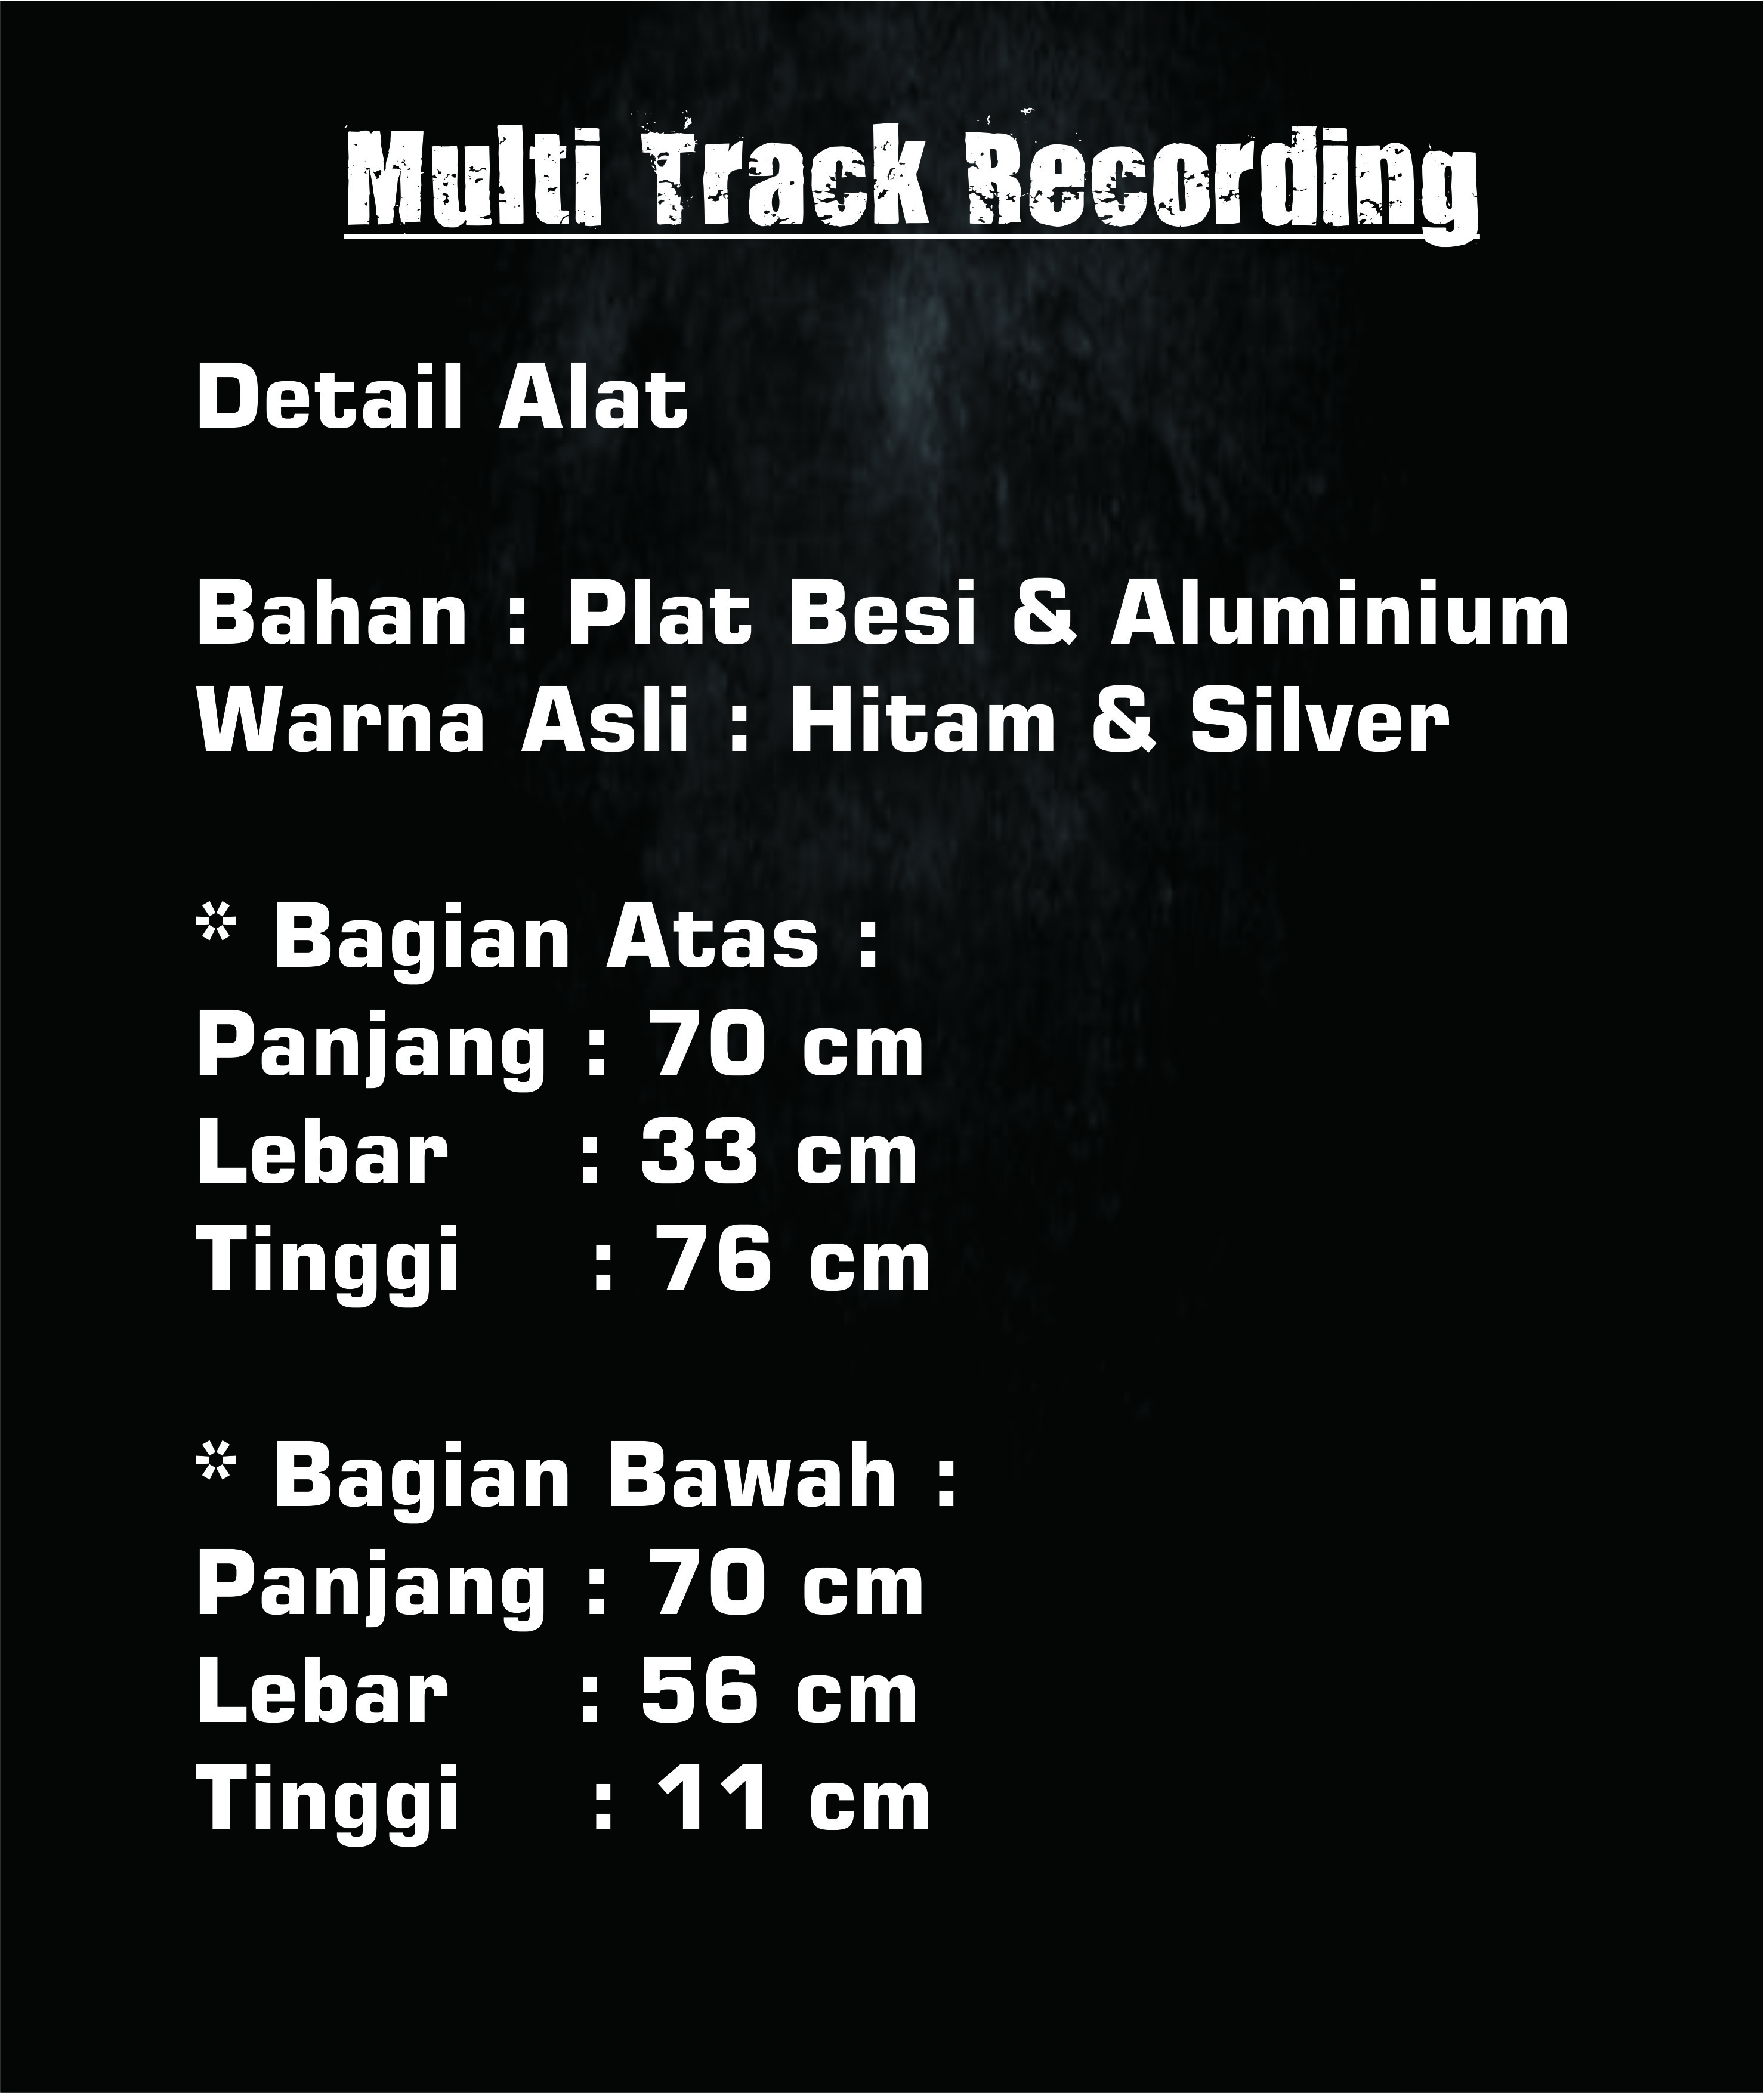 Multi Track Recording
Detail Alat
Bahan : Plat Besi & Aluminium
Warna Asli : Hitam & Silver
* Bagian Atas :
Panjang : 70 cm
Lebar : 33 cm
Tinggi : 76 cm
* Bagian Bawah :
Panjang : 70 cm
Lebar : 56 cm
Tinggi : 11 cm